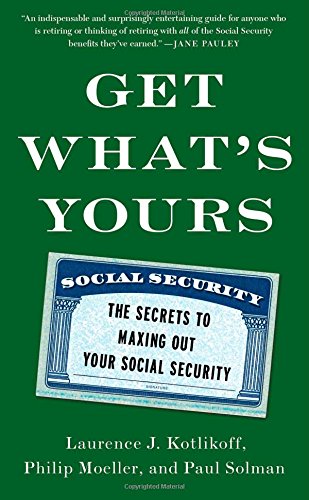 "An indispensable and surprisingly entertaining guide for anyone who
is retiring or thinking of retiring with all of the Social Security
benefits they've earned." —JANE PAULEY
GET
WHAT'S
YOURS
SOCIAL SECURITY
THE SECRETS TO
MAXING OUT
YOUR SOCIAL SECURITY
SIGNATURE
Laurence J. Kotlikoff,
Philip Moeller, and Paul Solman